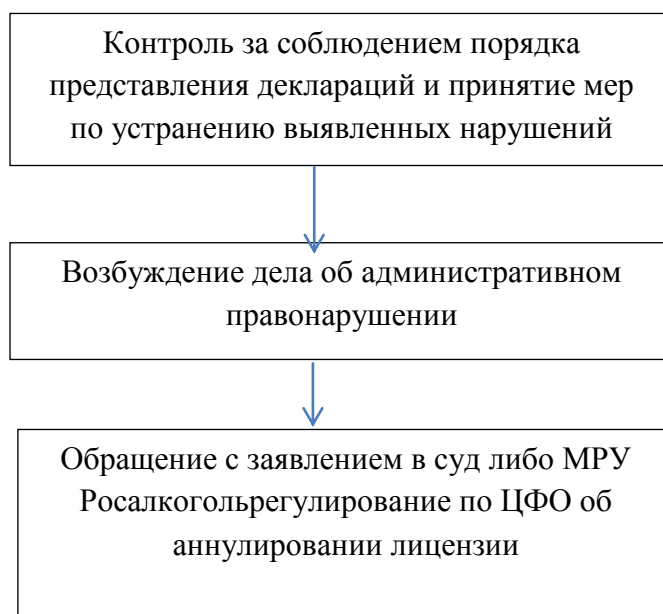 Контроль за соблюдением порядка
представления деклараций и принятие мер
по устранению выявленных нарушений
Возбуждение дела об административном
правонарушении
Обращение с заявлением в суд либо МРУ
Росалкогольрегулирование по ЦФО об
аннулировании лицензии